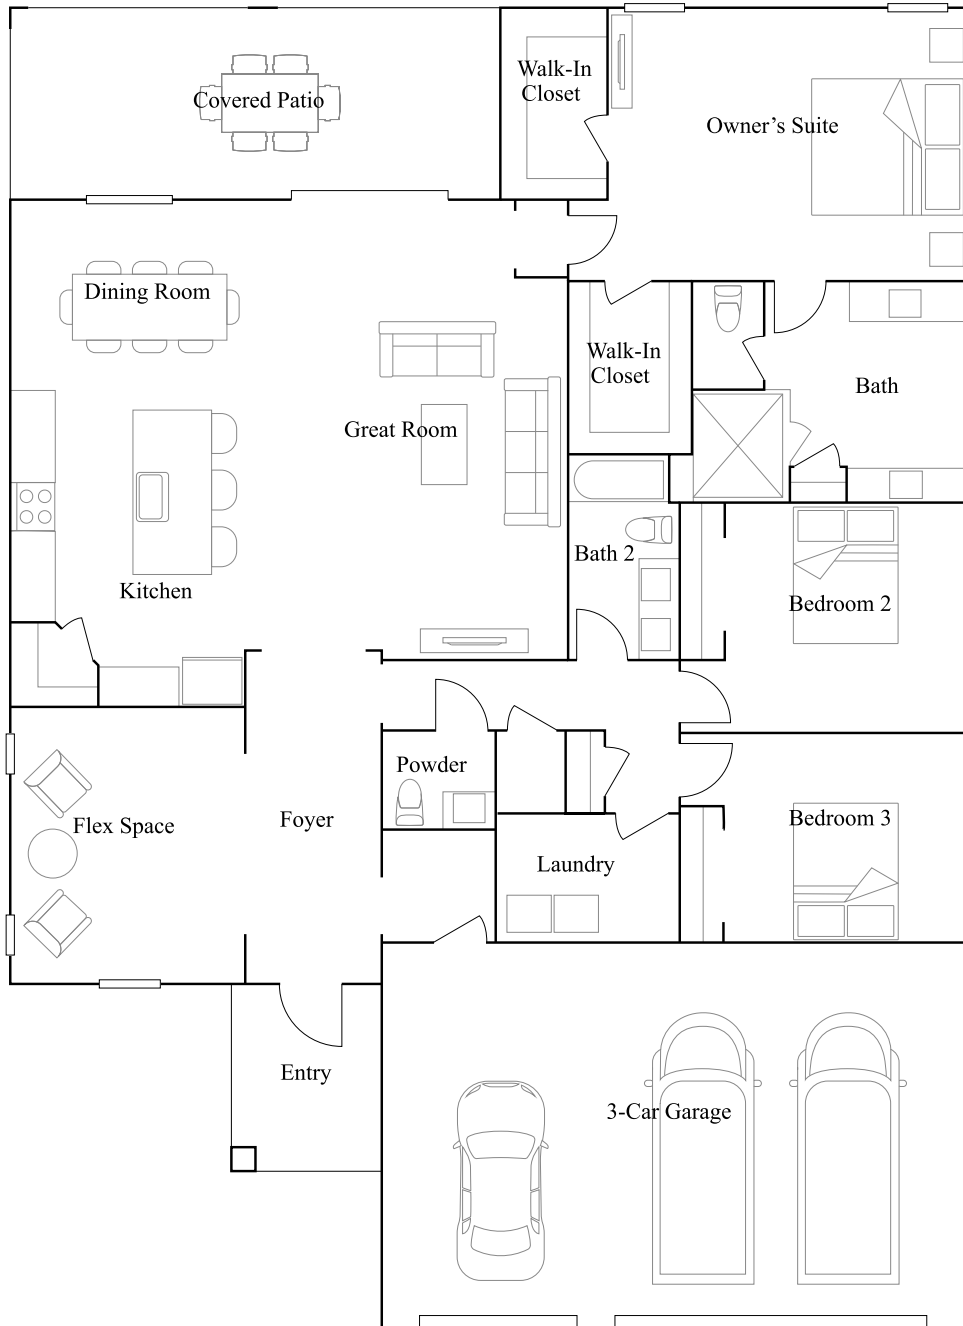 Walk-In
Closet
Covered Patio
Owner’s Suite
Dining Room
Walk-In
Closet
Bath
Great Room
Bath 2
Kitchen
Bedroom 2
Powder
Foyer
Flex Space
Bedroom 3
Laundry
Entry
3-Car Garage